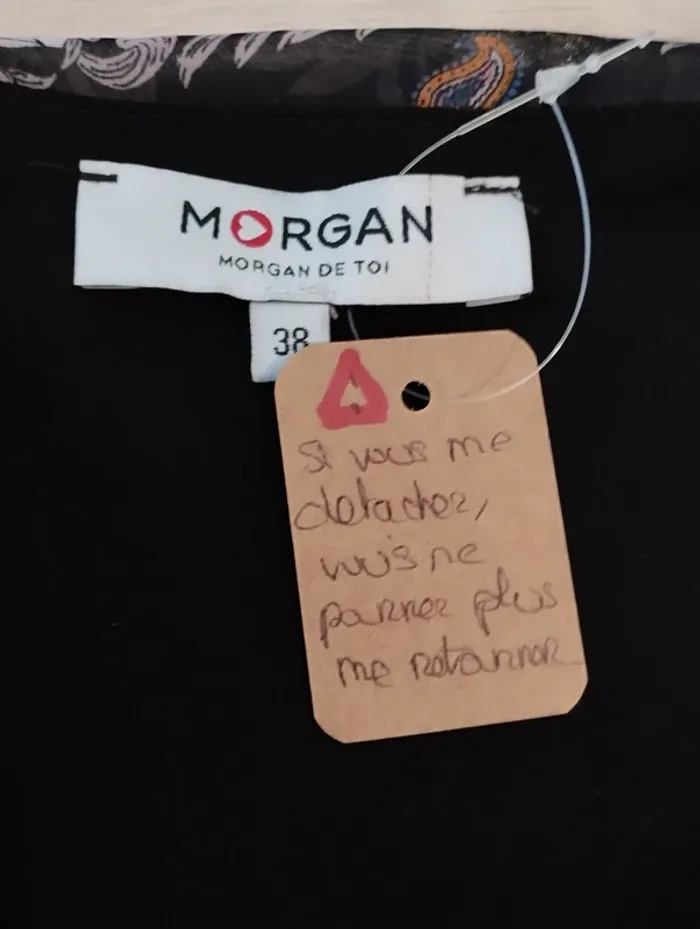 MORGAN
MORGAN DE TOI
38
Si vous me
detachez,
vous ne
pourrez plus
me retourner